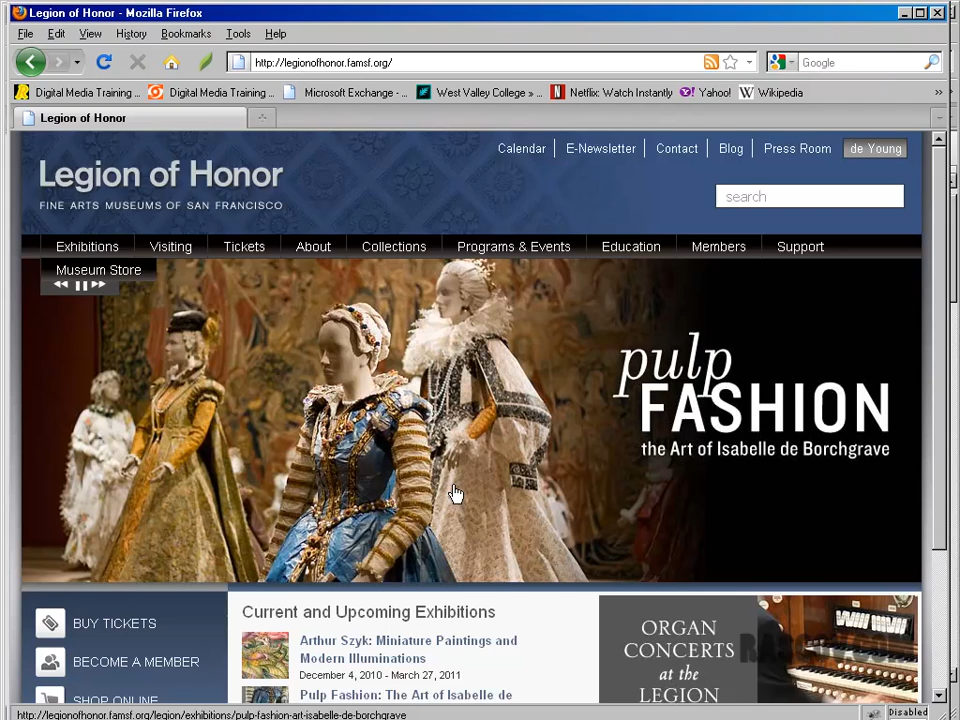 Legion of Honor - Mozilla Firefox
File Edit View History Bookmarks Tools Help
http://legionofhonor.famsf.org/
Google
Digital Media Training ... Digital Media Training ... Microsoft Exchange - ... West Valley College » ... Netflix: Watch Instantly Yahoo! Wikipedia »
Legion of Honor
Calendar E-Newsletter Contact Blog Press Room de Young
Legion of Honor
FINE ARTS MUSEUMS OF SAN FRANCISCO
search
Exhibitions Visiting Tickets About Collections Programs & Events Education Members Support
Museum Store
pulp
FASHION
the Art of Isabelle de Borchgrave
BUY TICKETS
BECOME A MEMBER
SHOP ONLINE
Current and Upcoming Exhibitions
Arthur Szyk: Miniature Paintings and
Modern Illuminations
December 4, 2010 - March 27, 2011
Pulp Fashion: The Art of Isabelle de
ORGAN
CONCERTS
at the
LEGION
http://legionofhonor.famsf.org/legion/exhibitions/pulp-fashion-art-isabelle-de-borchgrave
Disabled